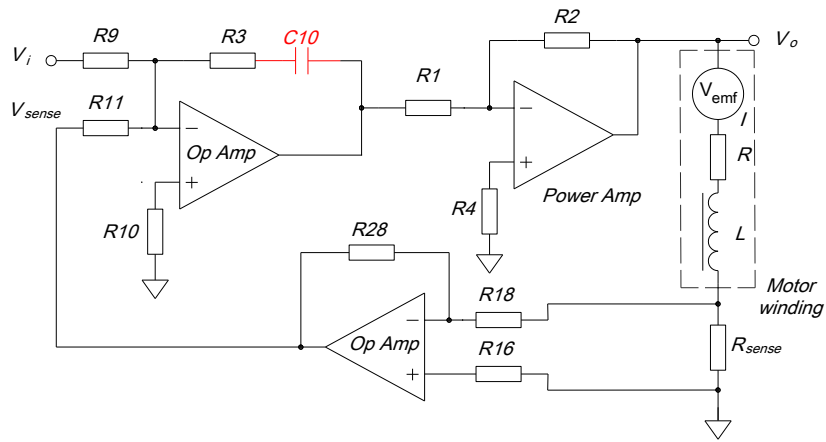 R9
R3
C10
R2
V_i
V_o
R11
R1
V_sense
V_emf
I
−
Op Amp
+
−
+
R
R10
R4
Power Amp
L
R28
Motor
winding
R18
−
Op Amp
+
R16
R_sense